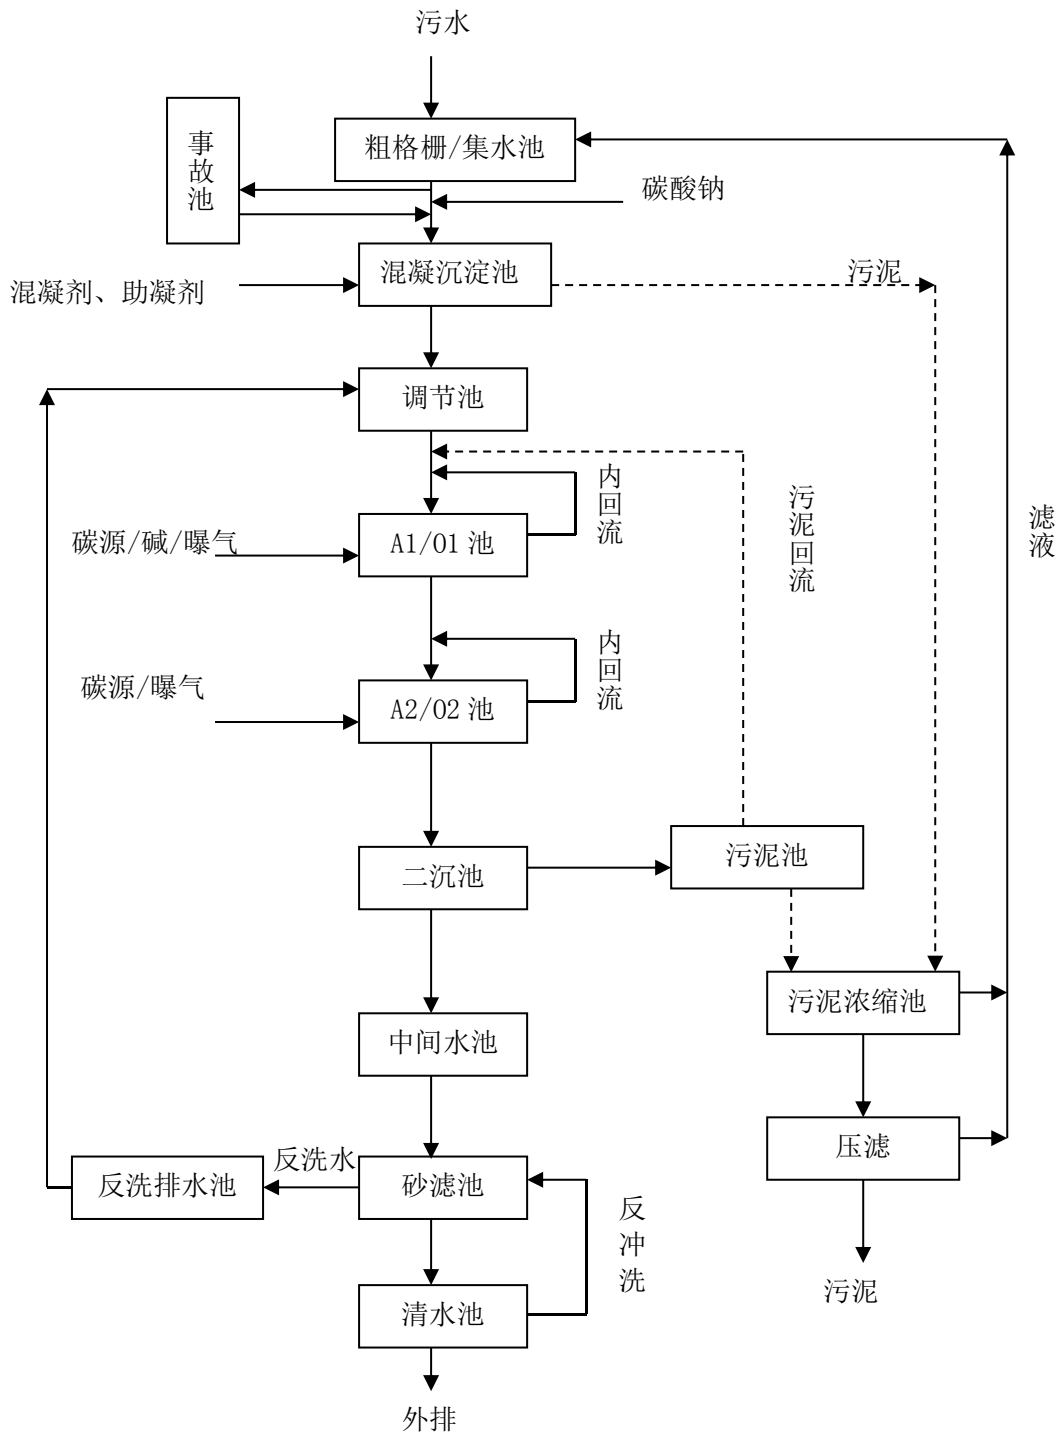 污水
事故池
粗格栅/集水池
碳酸钠
混凝沉淀池
污泥
混凝剂、助凝剂
调节池
内回流
污泥回流
滤液
碳源/碱/曝气
A1/O1 池
内回流
碳源/曝气
A2/O2 池
污泥池
二沉池
污泥浓缩池
中间水池
压滤
反洗水
反洗排水池
砂滤池
反冲洗
污泥
清水池
外排